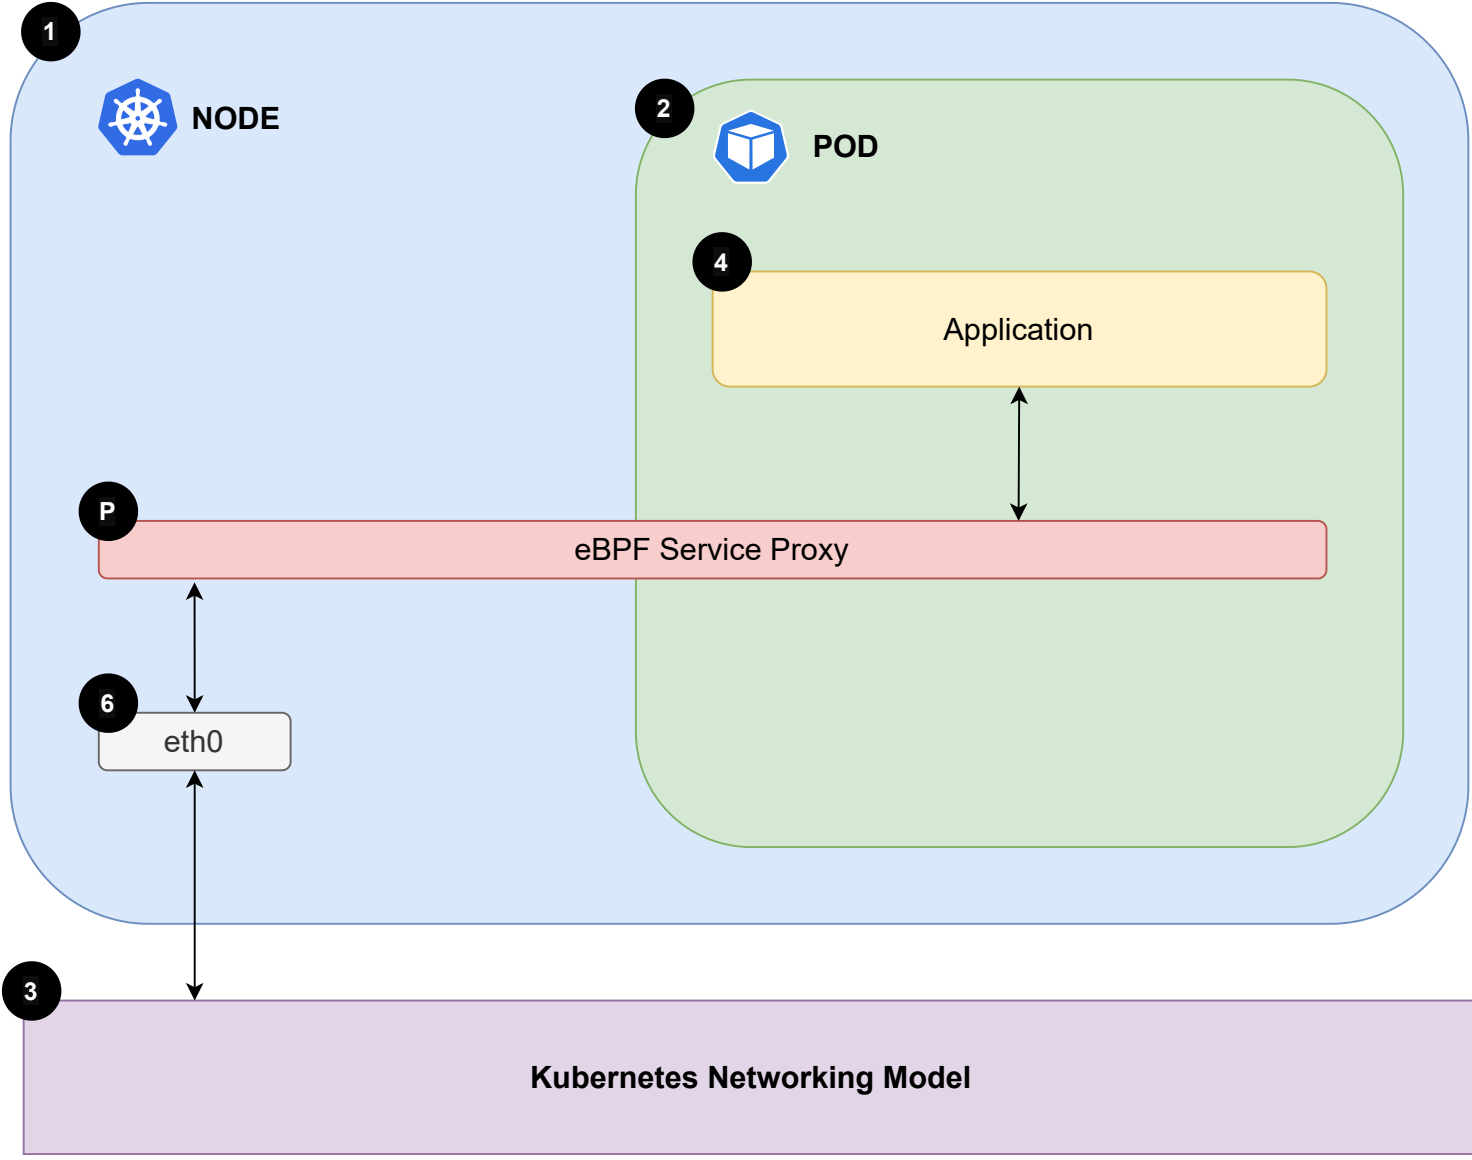 1
NODE
2
POD
4
Application
P
eBPF Service Proxy
6
eth0
3
Kubernetes Networking Model